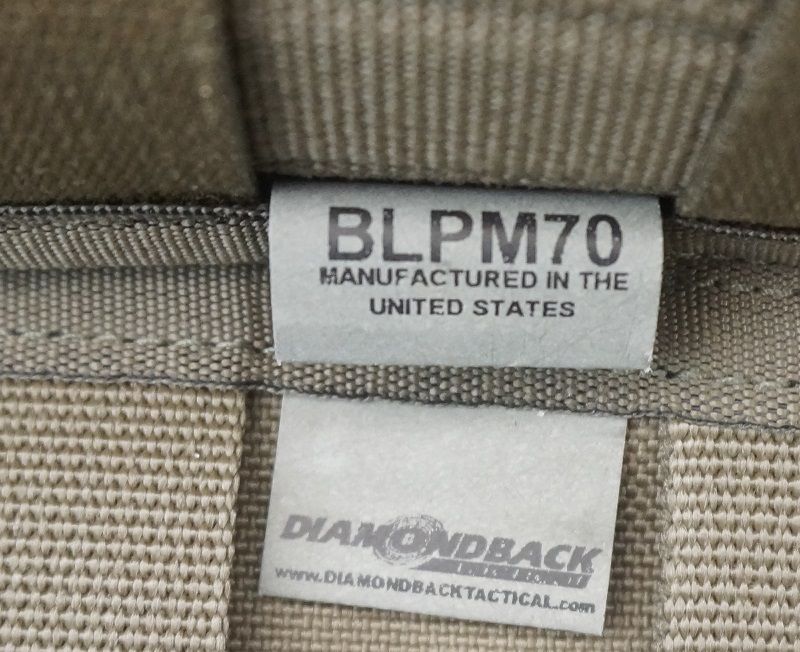 BLPM70
MANUFACTURED IN THE
UNITED STATES
DIAMONDBACK
www.DIAMONDBACKTACTICAL.com